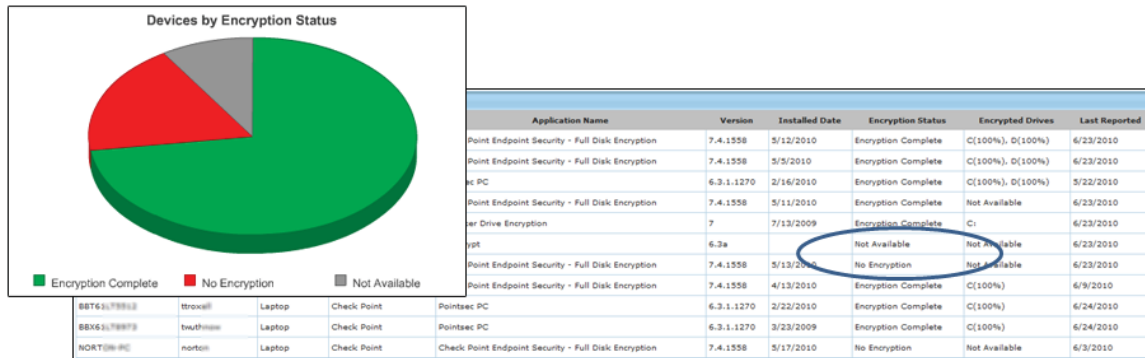 Devices by Encryption Status
Encryption Complete No Encryption Not Available
Application Name Version Installed Date Encryption Status Encrypted Drives Last Reported
Point Endpoint Security - Full Disk Encryption 7.4.1558 5/12/2010 Encryption Complete C(100%), D(100%) 6/23/2010
Point Endpoint Security - Full Disk Encryption 7.4.1558 5/5/2010 Encryption Complete C(100%), D(100%) 6/23/2010
ec PC 6.3.1.1270 2/16/2010 Encryption Complete C(100%), D(100%) 5/22/2010
Point Endpoint Security - Full Disk Encryption 7.4.1558 5/11/2010 Encryption Complete Not Available 6/23/2010
er Drive Encryption 7 7/13/2009 Encryption Complete C: 6/23/2010
ypt 6.3a Not Available Not Available 6/23/2010
Point Endpoint Security - Full Disk Encryption 7.4.1558 5/13/2010 No Encryption Not Available 6/23/2010
Point Endpoint Security - Full Disk Encryption 7.4.1558 4/13/2010 Encryption Complete C(100%) 6/9/2010
Laptop Check Point Pointsec PC 6.3.1.1270 2/22/2010 Encryption Complete C(100%) 6/24/2010
Laptop Check Point Pointsec PC 6.3.1.1270 3/23/2009 Encryption Complete C(100%) 6/24/2010
Laptop Check Point Check Point Endpoint Security - Full Disk Encryption 7.4.1558 5/17/2010 No Encryption Not Available 6/3/2010